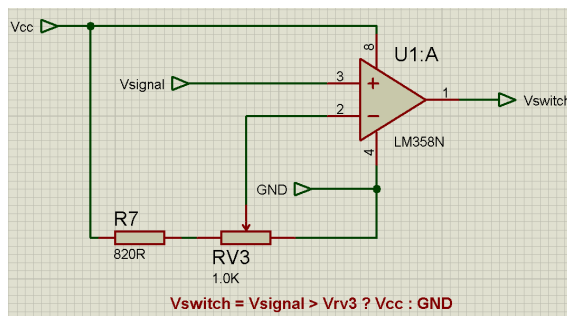 Vcc
8
U1:A
Vsignal
3
+
2
−
1
Vswitch
4
LM358N
GND
R7
820R
RV3
1.0K
Vswitch = Vsignal > Vrv3 ? Vcc : GND